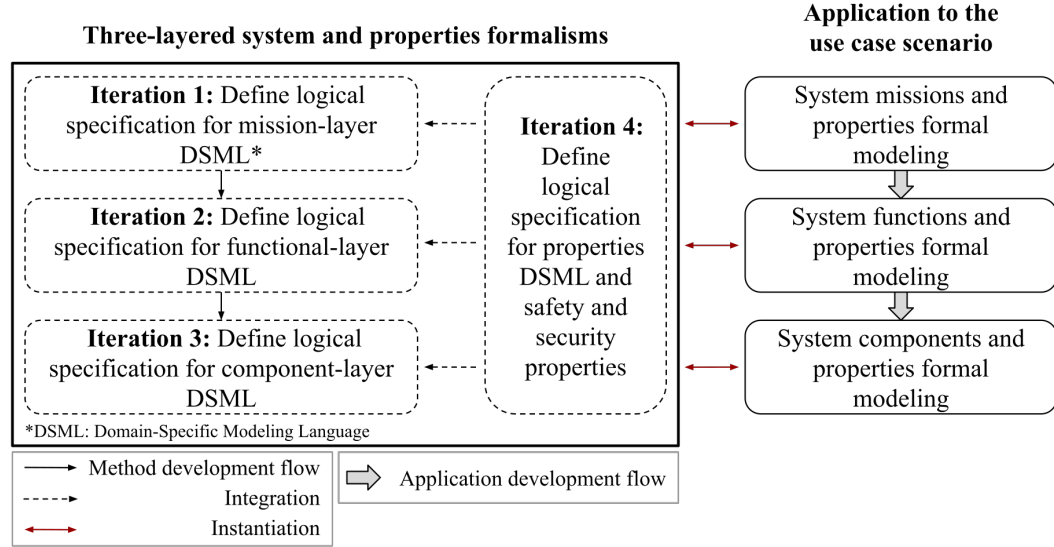 Three-layered system and properties formalisms
Application to the
use case scenario
Iteration 1: Define logical
specification for mission-layer
DSML*
Iteration 2: Define logical
specification for functional-layer
DSML
Iteration 3: Define logical
specification for component-layer
DSML
*DSML: Domain-Specific Modeling Language
Iteration 4:
Define
logical
specification
for properties
DSML and
safety and
security
properties
System missions and
properties formal
modeling
System functions and
properties formal
modeling
System components and
properties formal
modeling
Method development flow
Integration
Instantiation
Application development flow